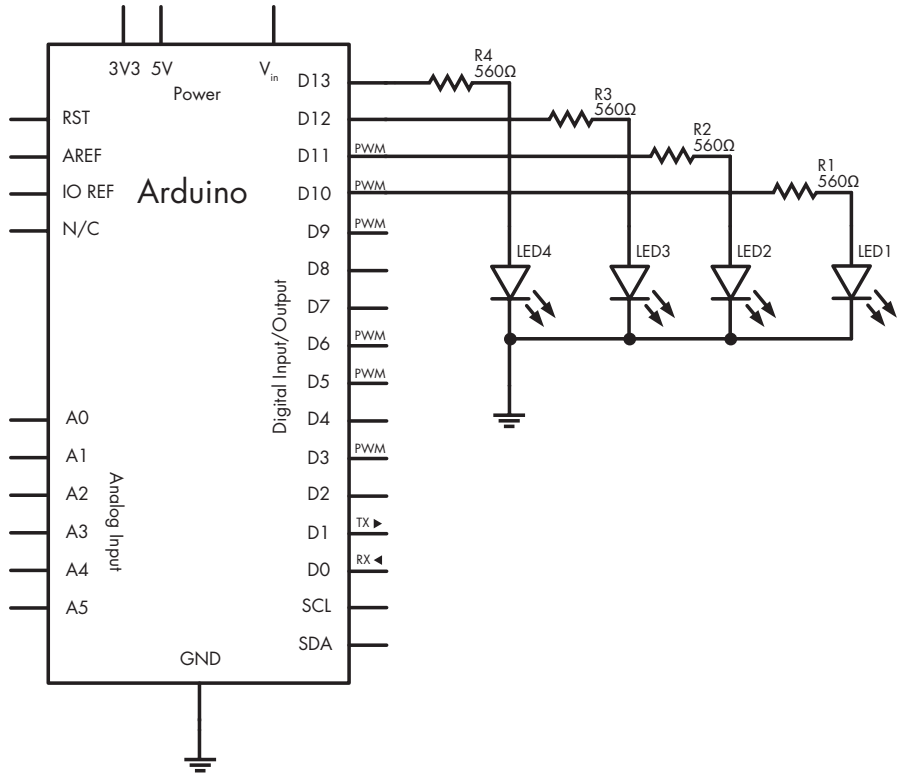 3V3 5V Vin
Power
RST
AREF
IO REF
N/C
Arduino
A0
A1
A2
A3
A4
A5
Analog Input
GND
Digital Input/Output
D13
D12
D11 PWM
D10 PWM
D9 PWM
D8
D7
D6 PWM
D5 PWM
D4
D3 PWM
D2
D1 TX ▶
D0 RX ◀
SCL
SDA
R4
560Ω
R3
560Ω
R2
560Ω
R1
560Ω
LED4 LED3 LED2 LED1